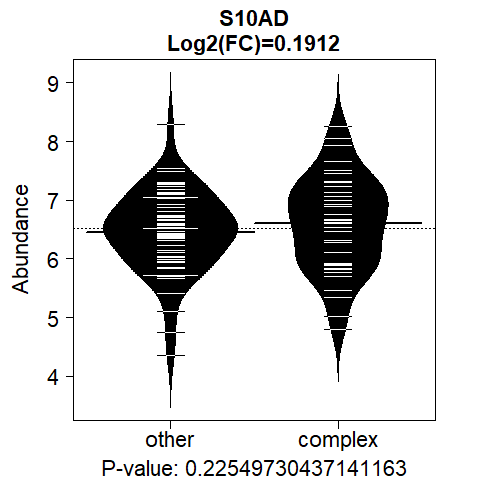 S10AD
Log2(FC)=0.1912
Abundance
9
8
7
6
5
4
other complex
P-value: 0.22549730437141163